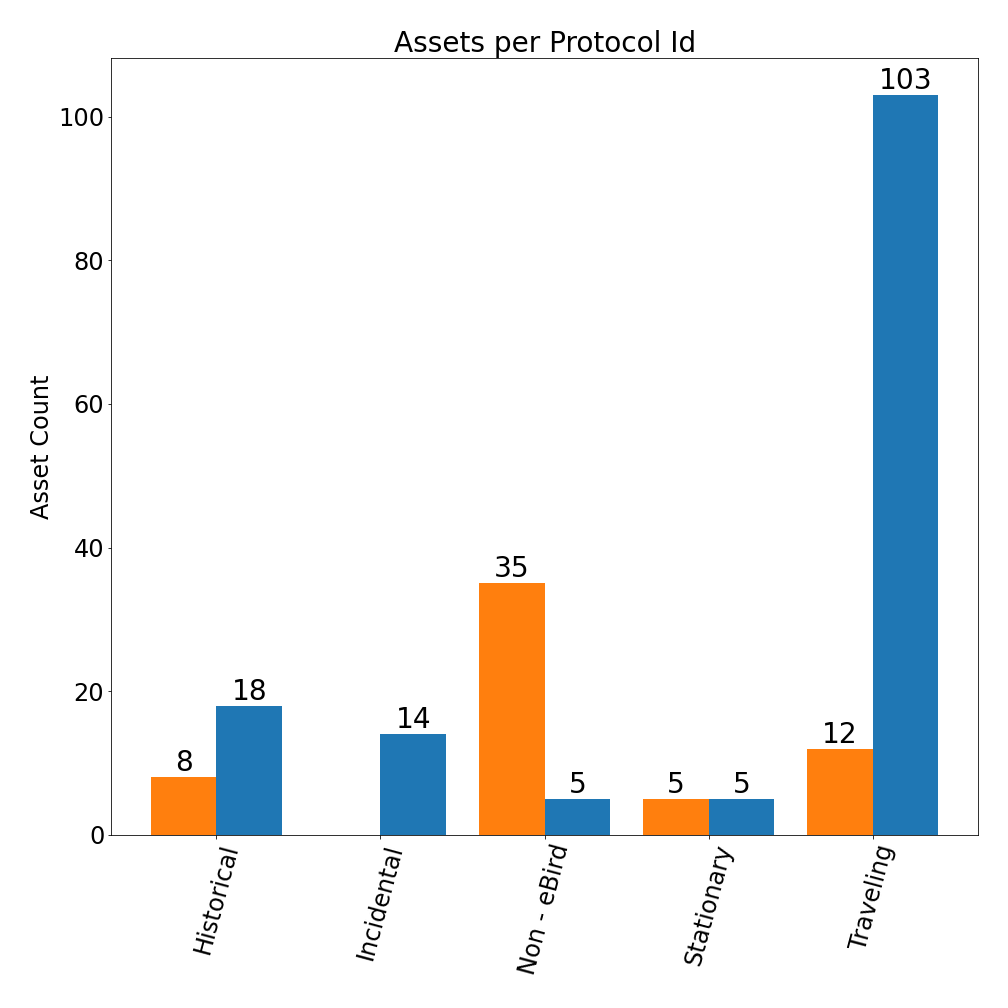 Assets per Protocol Id
103
100
80
60
40
20
0
Asset Count
8
18
14
35
5
5
5
12
Historical
Incidental
Non - eBird
Stationary
Traveling